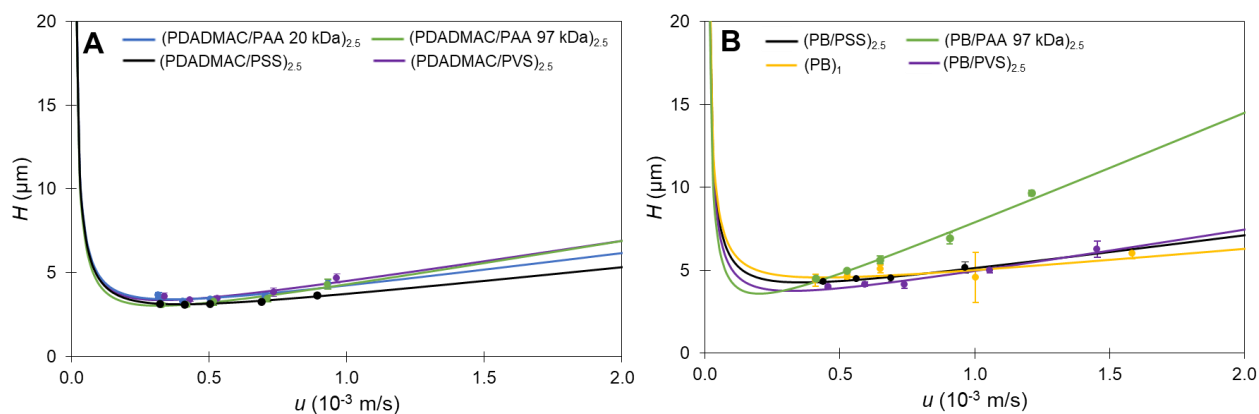 A
(PDADMAC/PAA 20 kDa)2.5
(PDADMAC/PAA 97 kDa)2.5
(PDADMAC/PSS)2.5
(PDADMAC/PVS)2.5
20
15
10
5
0
H (µm)
0.0 0.5 1.0 1.5 2.0
u (10-3 m/s)
B
(PB/PSS)2.5
(PB/PAA 97 kDa)2.5
(PB)1
(PB/PVS)2.5
20
15
10
5
0
H (µm)
0.0 0.5 1.0 1.5 2.0
u (10-3 m/s)